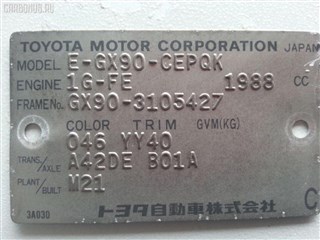 TOYOTA MOTOR CORPORATION JAPAN
MODEL E-GX90-CEPQK
ENGINE 1G-FE 1988 CC
FRAME No. GX90-3105427
COLOR TRIM GVM(KG)
046 YY40
TRANS./AXLE A42DE B01A
PLANT/BUILT M21
3A030 トヨタ自動車株式会社 C